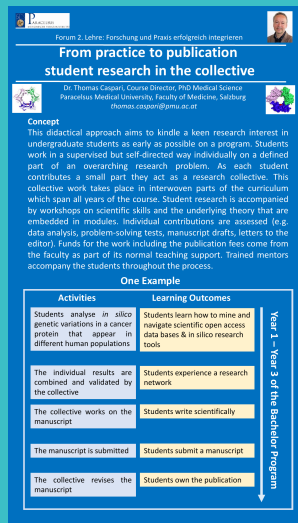 PARACELSUS
Forum 2. Lehre: Forschung und Praxis erfolgreich integrieren
From practice to publication
student research in the collective
Dr. Thomas Caspari, Course Director, PhD Medical Science
Paracelsus Medical University, Faculty of Medicine, Salzburg
thomas.caspari@pmu.ac.at
Concept
This didactical approach aims to kindle a keen research interest in
undergraduate students as early as possible on a program. Students
work in a supervised but self-directed way individually on a defined
part of an overarching research problem. As each student
contributes a small part they act as a research collective. This
collective work takes place in interwoven parts of the curriculum
which span all years of the course. Student research is accompanied
by workshops on scientific skills and the underlying theory that are
embedded in modules. Individual contributions are assessed (e.g.
data analysis, problem-solving tests, manuscript drafts, letters to the
editor). Funds for the work including the publication fees come from
the faculty as part of its normal teaching support. Trained mentors
accompany the students throughout the process.
One Example
Activities
Learning Outcomes
Students analyse in silico
genetic variations in a cancer
protein that appear in
different human populations
Students learn how to mine and
navigate scientific open access
data bases & in silico research
tools
The individual results are
combined and validated by
the collective
Students experience a research
network
The collective works on the
manuscript
Students write scientifically
The manuscript is submitted
Students submit a manuscript
The collective revises the
manuscript
Students own the publication
Year 1 – Year 3 of the Bachelor Program